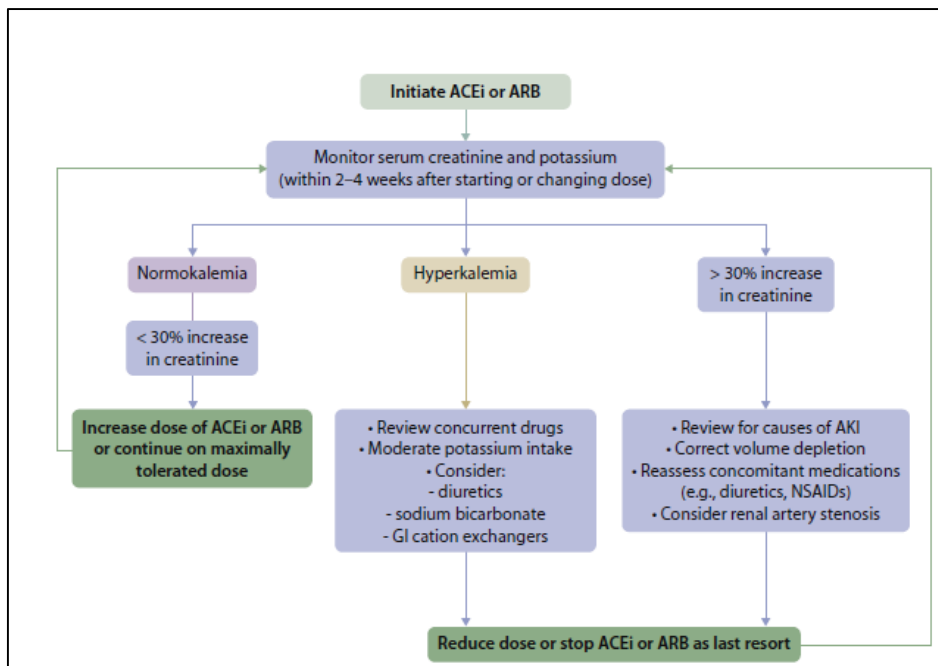 Initiate ACEi or ARB
Monitor serum creatinine and potassium
(within 2–4 weeks after starting or changing dose)
Normokalemia
Hyperkalemia
> 30% increase
in creatinine
< 30% increase
in creatinine
Increase dose of ACEi or ARB
or continue on maximally
tolerated dose
• Review concurrent drugs
• Moderate potassium intake
• Consider:
- diuretics
- sodium bicarbonate
- GI cation exchangers
• Review for causes of AKI
• Correct volume depletion
• Reassess concomitant medications
(e.g., diuretics, NSAIDs)
• Consider renal artery stenosis
Reduce dose or stop ACEi or ARB as last resort